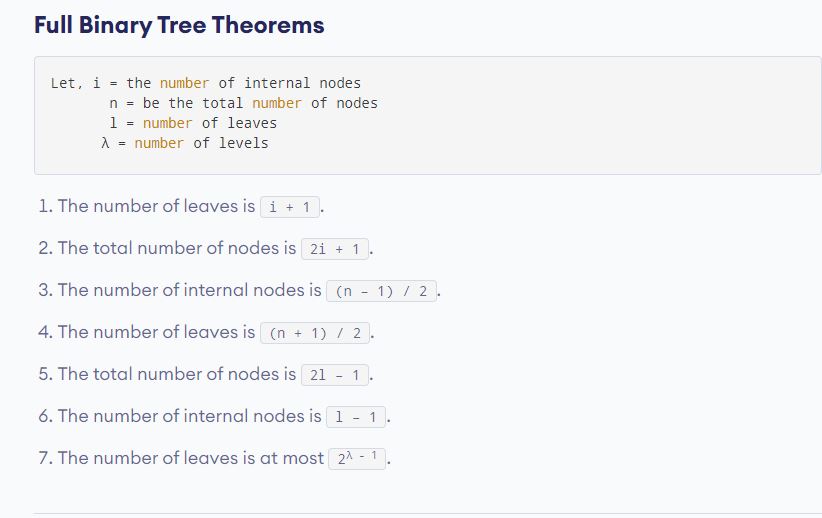 Full Binary Tree Theorems
Let, i = the number of internal nodes
n = be the total number of nodes
l = number of leaves
λ = number of levels
1. The number of leaves is i + 1.
2. The total number of nodes is 2i + 1.
3. The number of internal nodes is (n – 1) / 2.
4. The number of leaves is (n + 1) / 2.
5. The total number of nodes is 2l – 1.
6. The number of internal nodes is l – 1.
7. The number of leaves is at most 2^λ - 1.